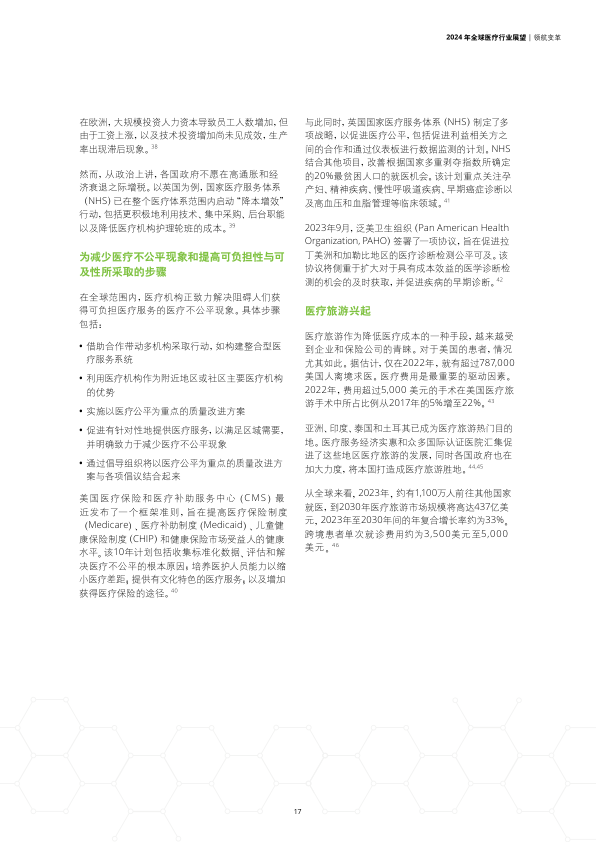 2024 年全球医疗行业展望 | 领航变革
在欧洲，大规模投资人力资本导致员工人数增加，但
由于工资上涨，以及技术投资增加尚未见成效，生产
率出现滞后现象。38
然而，从政治上讲，各国政府不愿在高通胀和经
济衰退之际增税。以英国为例，国家医疗服务体系
（NHS）已在整个医疗体系范围内启动“降本增效”
行动，包括更积极地利用技术、集中采购、后台职能
以及降低医疗机构护理轮班的成本。39
为减少医疗不公平现象和提高可负担性与可
及性所采取的步骤
在全球范围内，医疗机构正致力解决阻碍人们获
得可负担医疗服务的医疗不公平现象。具体步骤
包括：
• 借助合作带动多机构采取行动，如构建整合型医
疗服务系统
• 利用医疗机构作为附近地区或社区主要医疗机构
的优势
• 实施以医疗公平为重点的质量改进方案
• 促进有针对性地提供医疗服务，以满足区域需要，
并明确致力于减少医疗不公平现象
• 通过倡导组织将以医疗公平为重点的质量改进方
案与各项倡议结合起来
美国医疗保险和医疗补助服务中心（CMS）最
近发布了一个框架准则，旨在提高医疗保险制度
（Medicare）、医疗补助制度（Medicaid）、儿童健
康保险制度（CHIP）和健康保险市场受益人的健康
水平。该10年计划包括收集标准化数据、评估和解
决医疗不公平的根本原因；培养医护人员能力以缩
小医疗差距；提供有文化特色的医疗服务；以及增加
获得医疗保险的途径。40
与此同时，英国国家医疗服务体系（NHS）制定了多
项战略，以促进医疗公平，包括促进利益相关方之
间的合作和通过仪表板进行数据监测的计划。NHS
结合其他项目，改善根据国家多重剥夺指数所确定
的20%最贫困人口的就医机会。该计划重点关注孕
产妇、精神疾病、慢性呼吸道疾病、早期癌症诊断以
及高血压和血脂管理等临床领域。41
2023年9月，泛美卫生组织（Pan American Health
Organization, PAHO）签署了一项协议，旨在促进拉
丁美洲和加勒比地区的医疗诊断检测公平可及。该
协议将侧重于扩大对于具有成本效益的医学诊断检
测的机会的及时获取，并促进疾病的早期诊断。42
医疗旅游兴起
医疗旅游作为降低医疗成本的一种手段，越来越受
到企业和保险公司的青睐。对于美国的患者，情况
尤其如此。据估计，仅在2022年，就有超过787,000
美国人离境求医。医疗费用是最重要的驱动因素。
2022年，费用超过5,000 美元的手术在美国医疗旅
游手术中所占比例从2017年的5%增至22%。43
亚洲、印度、泰国和土耳其已成为医疗旅游热门目的
地。医疗服务经济实惠和众多国际认证医院汇集促
进了这些地区医疗旅游的发展，同时各国政府也在
加大力度，将本国打造成医疗旅游胜地。44,45
从全球来看，2023年，约有1,100万人前往其他国家
就医，到2030年医疗旅游市场规模将高达437亿美
元、2023年至2030年间的年复合增长率约为33%。
跨境患者单次就诊费用约为3,500美元至5,000
美元。46
17